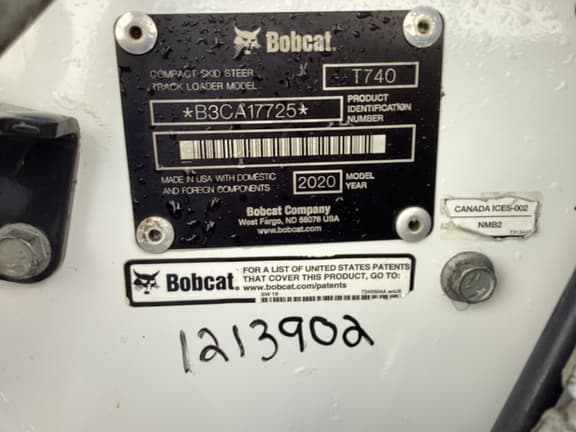 Bobcat.
COMPACT SKID STEER
TRACK LOADER MODEL
T740
*B3CA17725*
PRODUCT
IDENTIFICATION
NUMBER
MADE IN USA WITH DOMESTIC
AND FOREIGN COMPONENTS
2020
MODEL
YEAR
Bobcat Company
West Fargo, ND 58078 USA
www.bobcat.com
CANADA ICES-002
NMB2
Bobcat.
FOR A LIST OF UNITED STATES PATENTS
THAT COVER THIS PRODUCT, GO TO:
www.bobcat.com/patents
1213902